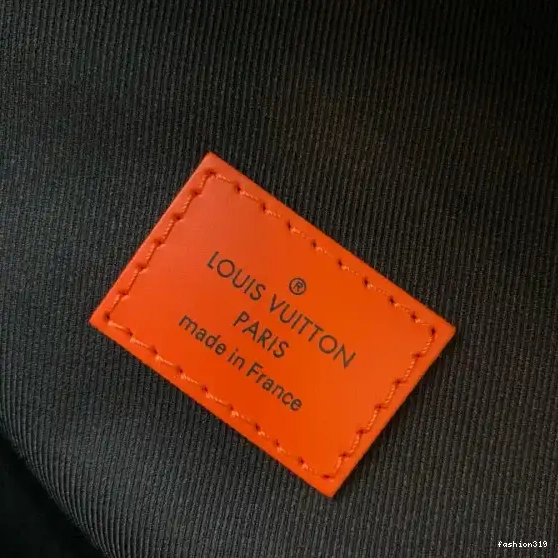 ®
LOUIS VUITTON
PARIS
made in France
fashion319